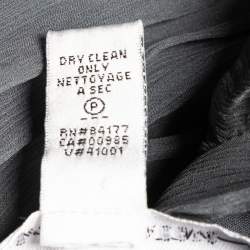 DRY CLEAN
ONLY
NETTOYAGE
A SEC
P
RN#84177
CA#00985
V#41001